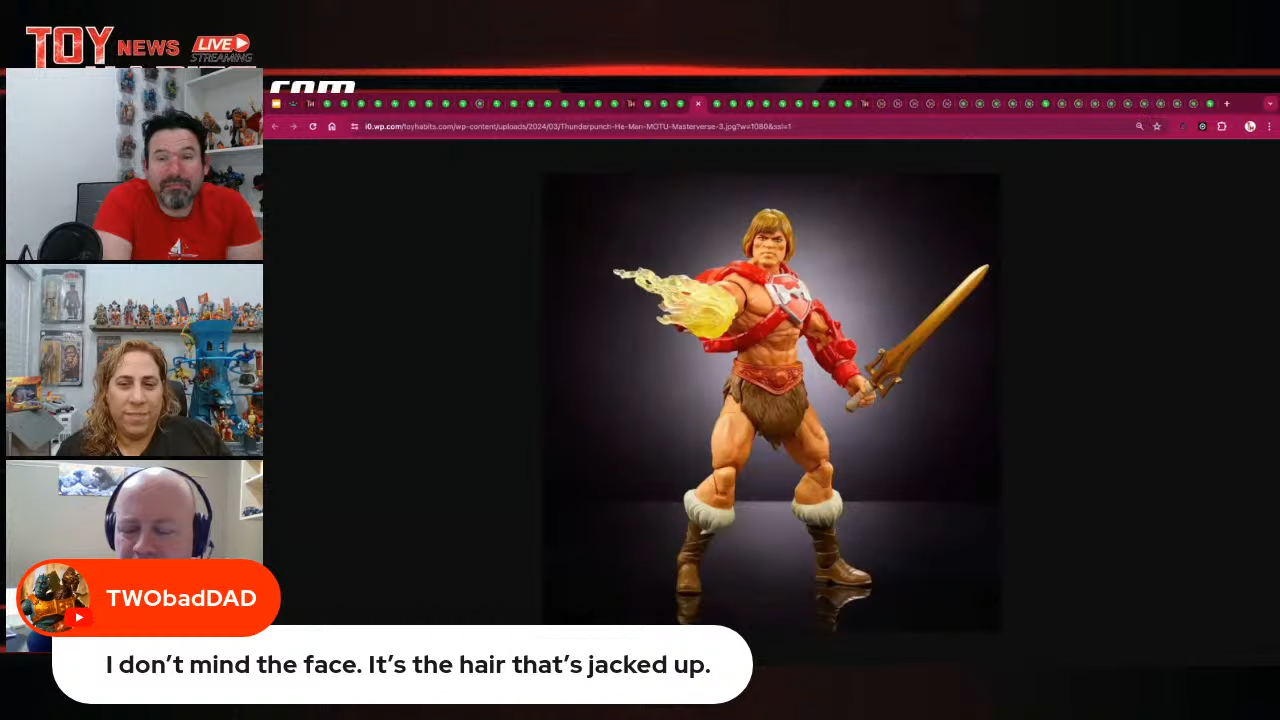 TOY NEWS LIVE
STREAMING
.com
i0.wp.com/toyhabits.com/wp-content/uploads/2024/03/Thunderpunch-He-Man-MOTU-Masterverse-3.jpg?w=1080&ssl=1
TWObadDAD
I don’t mind the face. It’s the hair that’s jacked up.